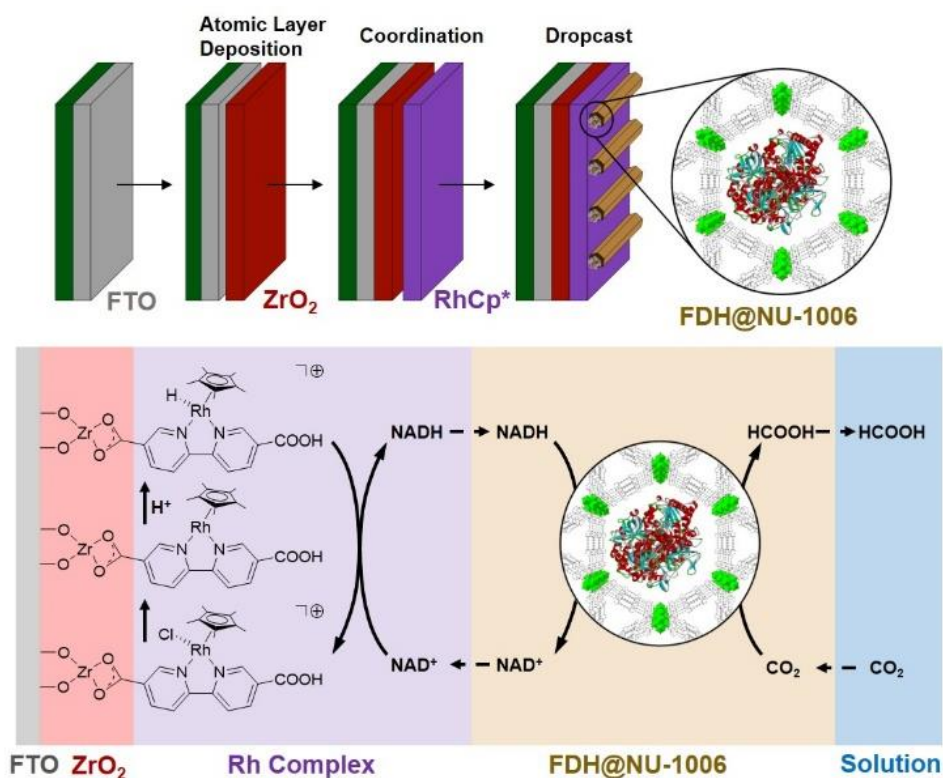 Atomic Layer
Deposition
Coordination
Dropcast
FTO
ZrO₂
RhCp*
FDH@NU-1006
H
Rh
⊕
O
O
Zr
O
O
N
N
COOH
NADH
NADH
HCOOH
HCOOH
H⁺
Rh
O
O
Zr
O
O
N
N
COOH
Cl
Rh
⊕
O
O
Zr
O
O
N
N
COOH
NAD⁺
NAD⁺
CO₂
CO₂
FTO ZrO₂ Rh Complex FDH@NU-1006 Solution